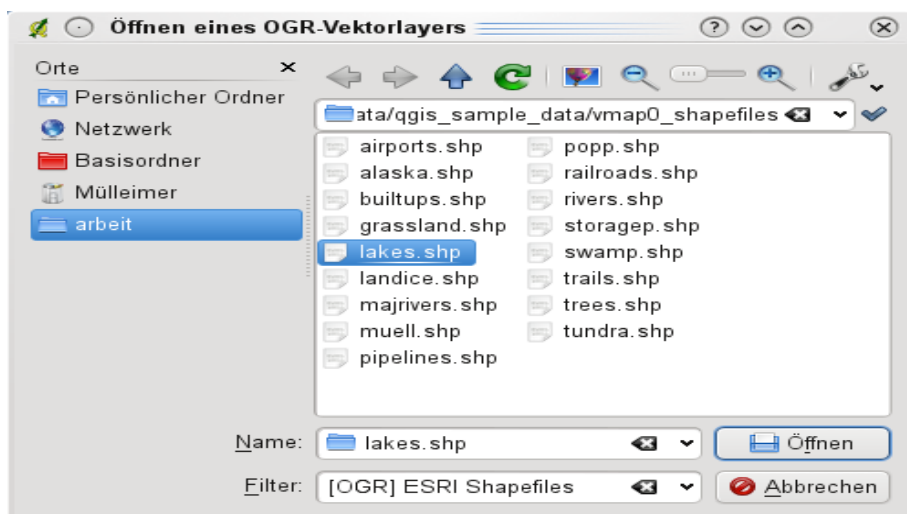 Öffnen eines OGR-Vektorlayers
Orte
Persönlicher Ordner
Netzwerk
Basisordner
Mülleimer
arbeit
ata/qgis_sample_data/vmap0_shapefiles
airports.shp
alaska.shp
builtups.shp
grassland.shp
lakes.shp
landice.shp
majrivers.shp
muell.shp
pipelines.shp
popp.shp
railroads.shp
rivers.shp
storagep.shp
swamp.shp
trails.shp
trees.shp
tundra.shp
Name:
lakes.shp
Öffnen
Filter:
[OGR] ESRI Shapefiles
Abbrechen